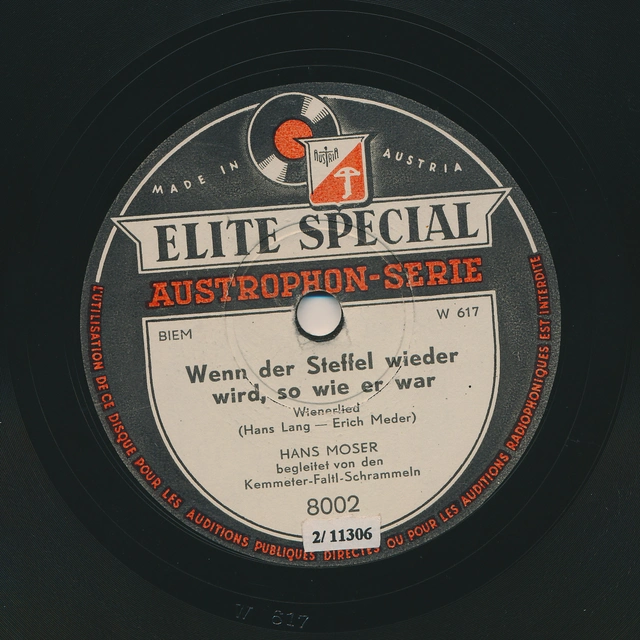 MADE IN AUSTRIA
AUSTRIA
ELITE SPECIAL
AUSTROPHON-SERIE
BIEM
W 617
Wenn der Steffel wieder
wird, so wie er war
Wienerlied
(Hans Lang — Erich Meder)
HANS MOSER
begleitet von den
Kemmeter-Faltl-Schrammeln
8002
2/ 11306
L'UTILISATION DE CE DISQUE POUR LES AUDITIONS PUBLIQUES DIRECTES OU POUR LES AUDITIONS RADIOPHONIQUES EST INTERDITE
W 617